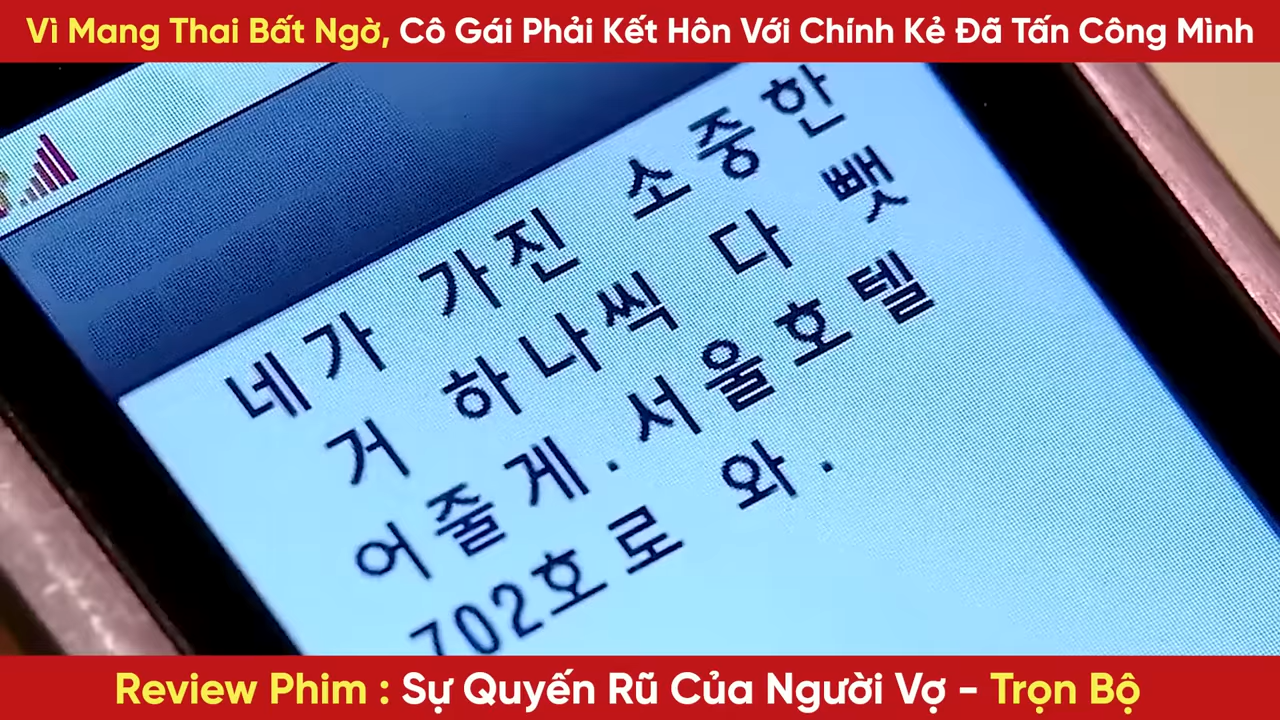 Vì Mang Thai Bất Ngờ, Cô Gái Phải Kết Hôn Với Chính Kẻ Đã Tấn Công Mình
네가 가진 소중한
거 하나씩 다 뺏
어줄게. 서울호텔
702호로 와.
Review Phim : Sự Quyến Rũ Của Người Vợ - Trọn Bộ